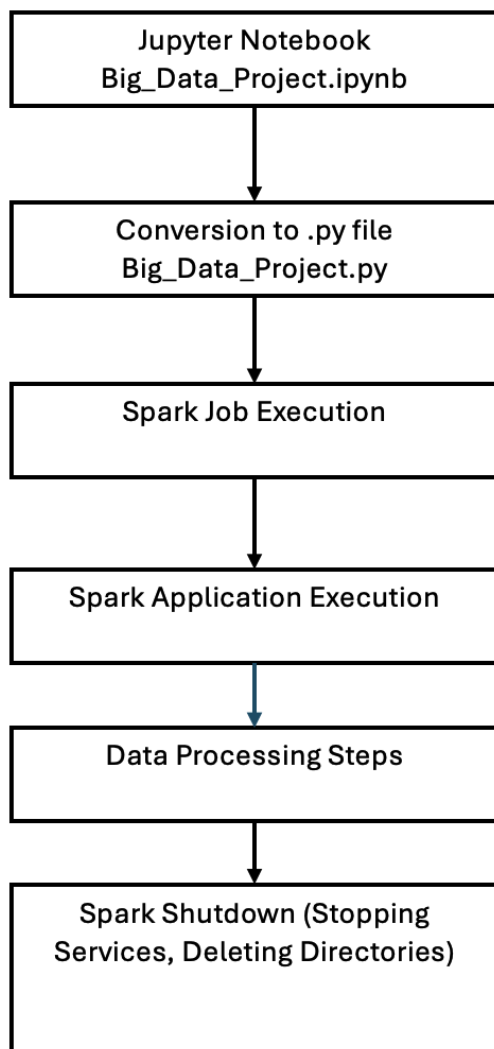 Jupyter Notebook
Big_Data_Project.ipynb
Conversion to .py file
Big_Data_Project.py
Spark Job Execution
Spark Application Execution
Data Processing Steps
Spark Shutdown (Stopping
Services, Deleting Directories)